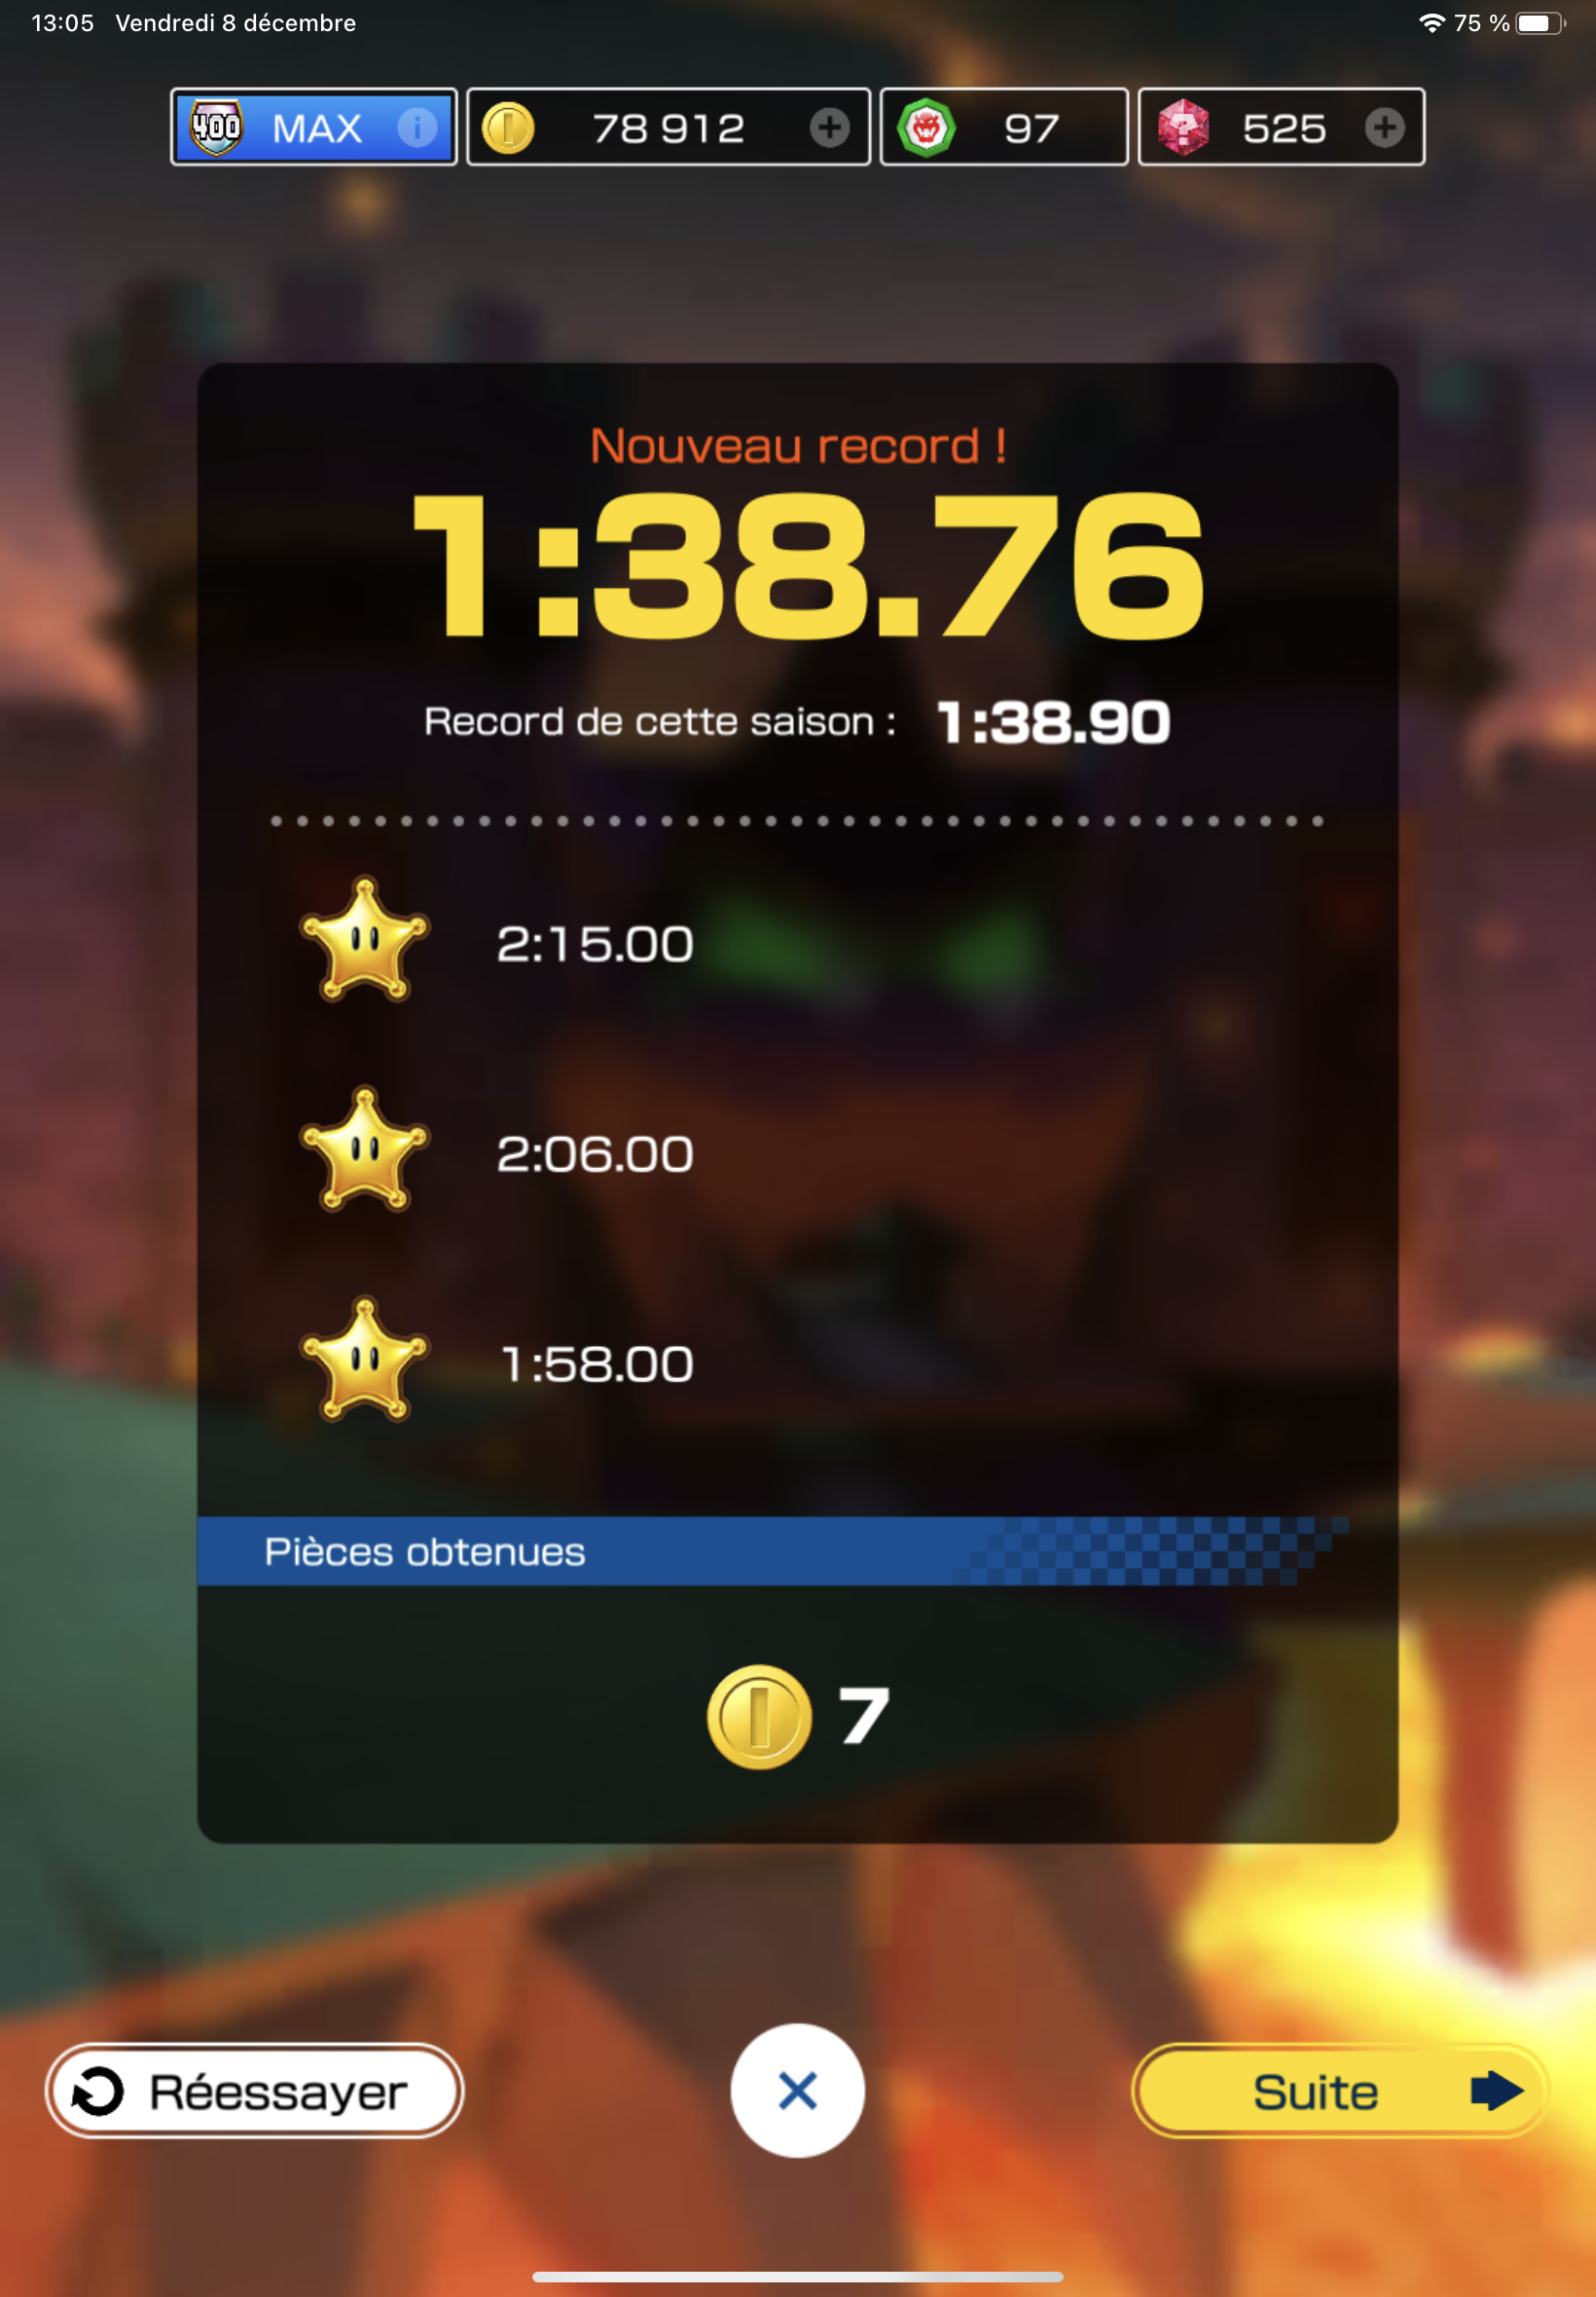 13:05 Vendredi 8 décembre 75 %
400 MAX i 78 912 + 97 ? 525 +
Nouveau record !
1:38.76
Record de cette saison : 1:38.90
2:15.00
2:06.00
1:58.00
Pièces obtenues
7
Réessayer × Suite